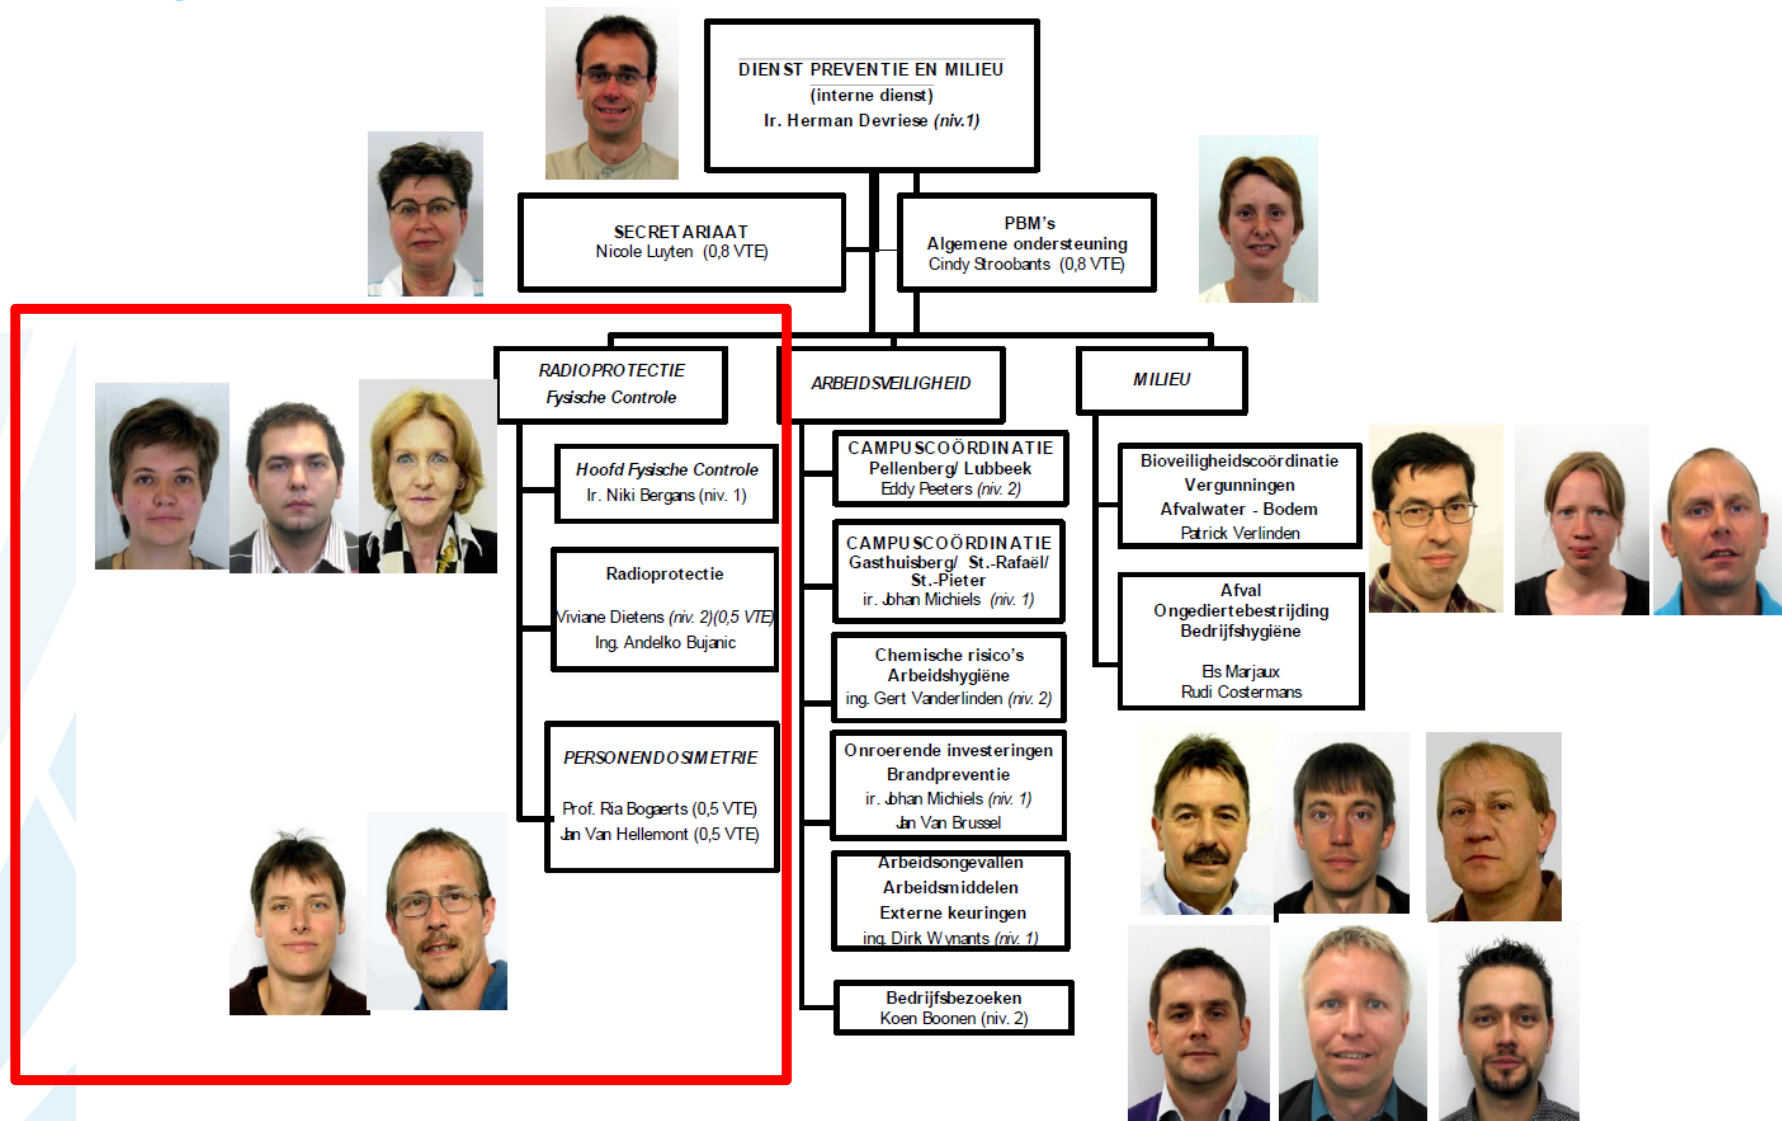 DIENST PREVENTIE EN MILIEU
(interne dienst)
Ir. Herman Devriese (niv.1)
SECRETARIAAT
Nicole Luyten (0,8 VTE)
PBM's
Algemene ondersteuning
Cindy Stroobants (0,8 VTE)
RADIOPROTECTIE
Fysische Controle
Hoofd Fysische Controle
Ir. Niki Bergans (niv. 1)
Radioprotectie
Viviane Dietens (niv. 2)(0,5 VTE)
Ing. Andelko Bujanic
PERSONENDOSIMETRIE
Prof. Ria Bogaerts (0,5 VTE)
Jan Van Hellemont (0,5 VTE)
ARBEIDSVEILIGHEID
CAMPUSCOÖRDINATIE
Pellenberg/ Lubbeek
Eddy Peeters (niv. 2)
CAMPUSCOÖRDINATIE
Gasthuisberg/ St.-Rafaël/
St.-Pieter
ir. Johan Michiels (niv. 1)
Chemische risico's
Arbeidshygiëne
ing. Gert Vanderlinden (niv. 2)
Onroerende investeringen
Brandpreventie
ir. Johan Michiels (niv. 1)
Jan Van Brussel
Arbeidsongevallen
Arbeidsmiddelen
Externe keuringen
ing. Dirk Wynants (niv. 1)
Bedrijfsbezoeken
Koen Boonen (niv. 2)
MILIEU
Bioveiligheidscoördinatie
Vergunningen
Afvalwater - Bodem
Patrick Verlinden
Afval
Ongediertebestrijding
Bedrijfshygiëne
Els Marjaux
Rudi Costermans